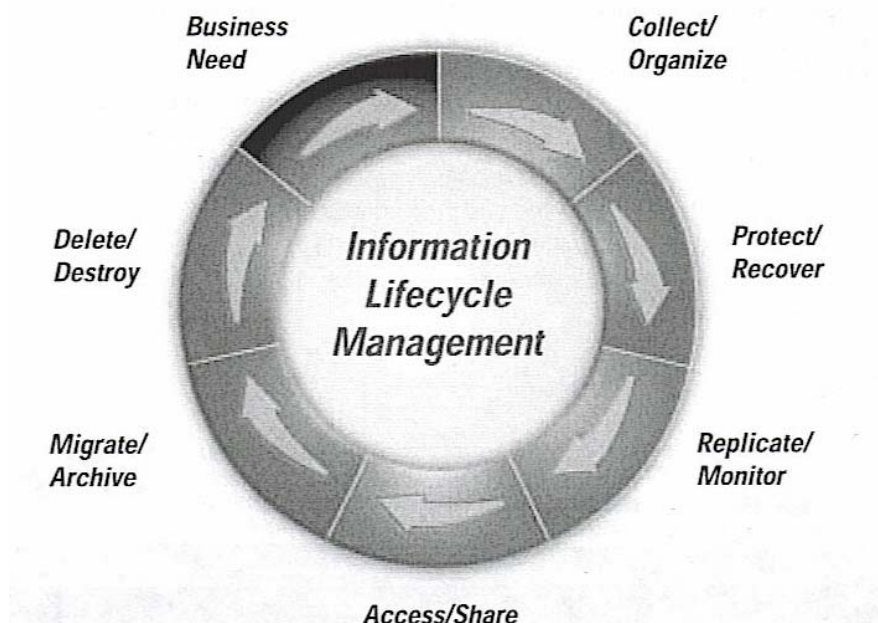 Business
Need
Collect/
Organize
Delete/
Destroy
Information
Lifecycle
Management
Protect/
Recover
Migrate/
Archive
Replicate/
Monitor
Access/Share